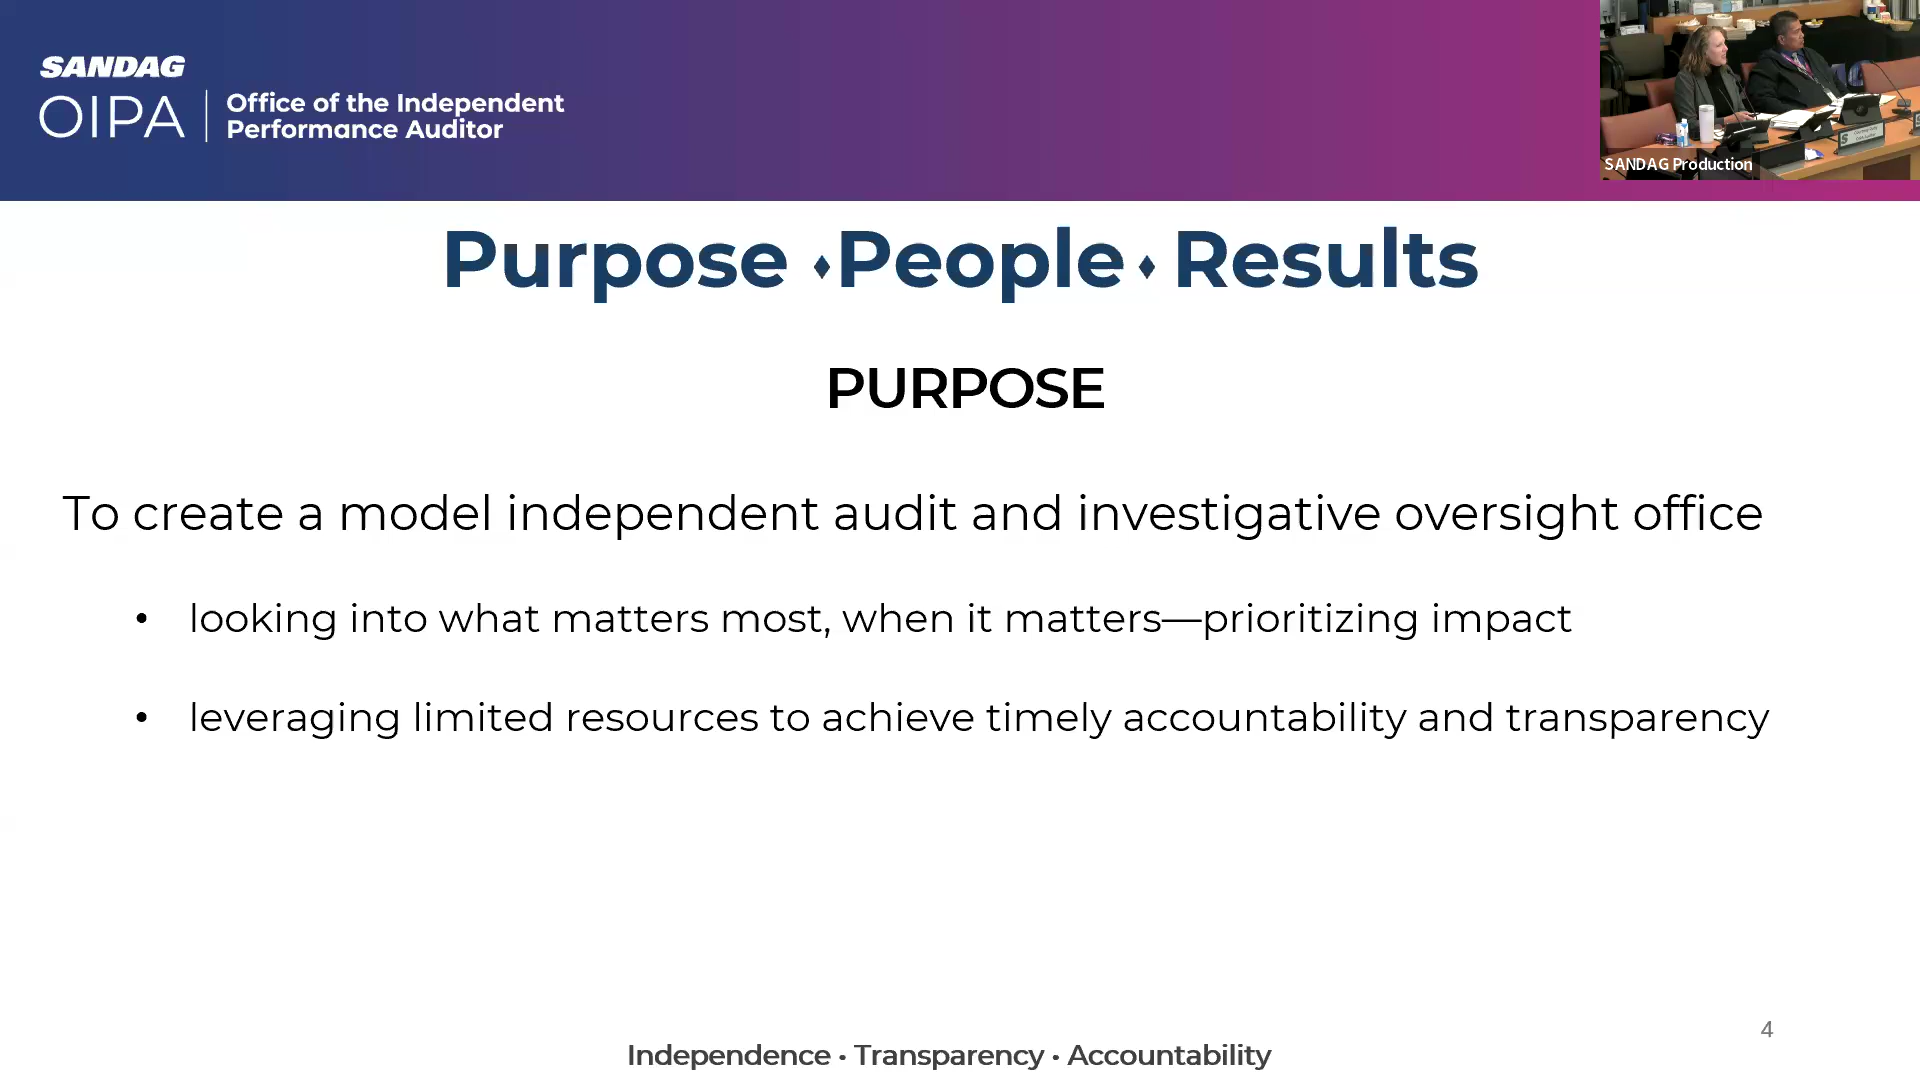 SANDAG
OIPA
Office of the Independent
Performance Auditor
SANDAG Production
Purpose ♦People♦ Results
PURPOSE
To create a model independent audit and investigative oversight office
• looking into what matters most, when it matters—prioritizing impact
• leveraging limited resources to achieve timely accountability and transparency
4
Independence • Transparency • Accountability